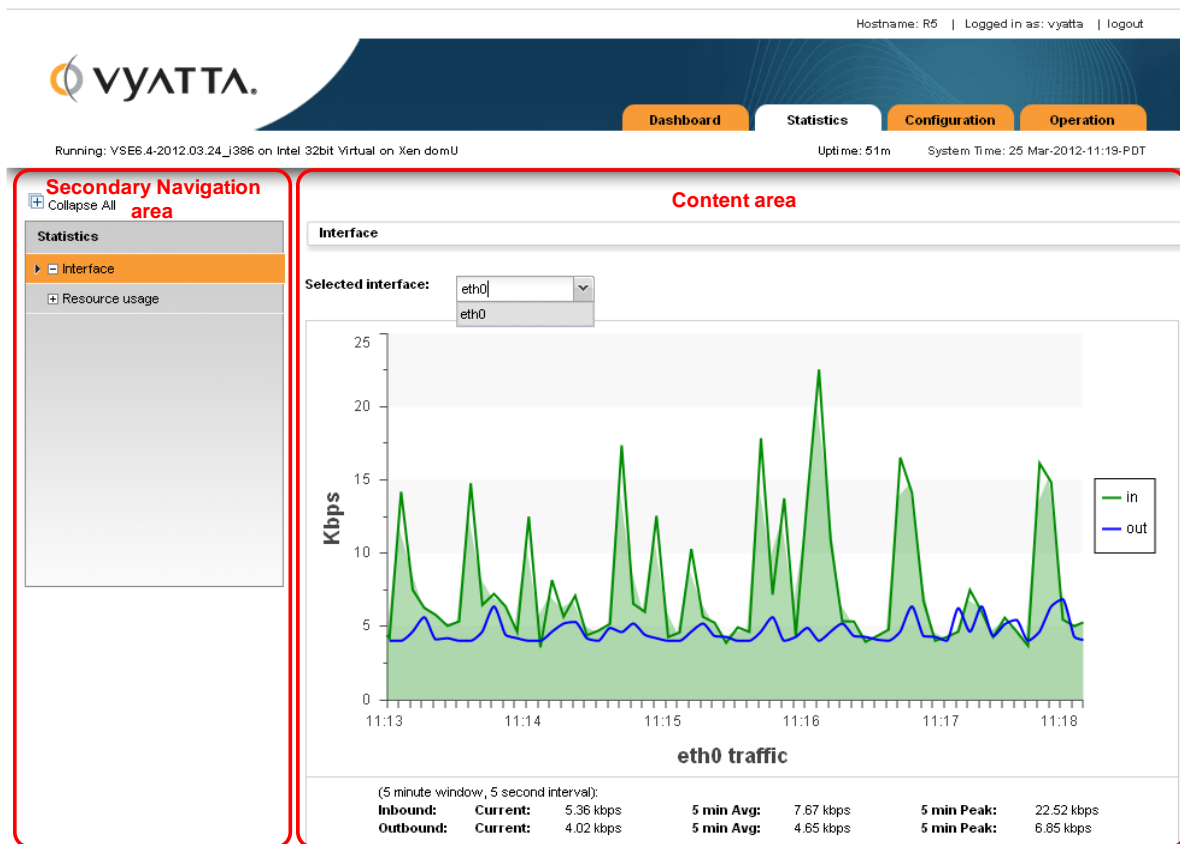 Hostname: R5 | Logged in as: vyatta | logout
VYATTA.
Dashboard Statistics Configuration Operation
Running: VSE6.4-2012.03.24_i386 on Intel 32bit Virtual on Xen domU Uptime: 51m System Time: 25 Mar-2012-11:19-PDT
Secondary Navigation area
Collapse All
Statistics
Interface
Resource usage
Content area
Interface
Selected interface: eth0
eth0
25
20
15
10
5
0
Kbps
11:13 11:14 11:15 11:16 11:17 11:18
eth0 traffic
in
out
(5 minute window, 5 second interval):
Inbound: Current: 5.36 kbps 5 min Avg: 7.67 kbps 5 min Peak: 22.52 kbps
Outbound: Current: 4.02 kbps 5 min Avg: 4.65 kbps 5 min Peak: 6.85 kbps